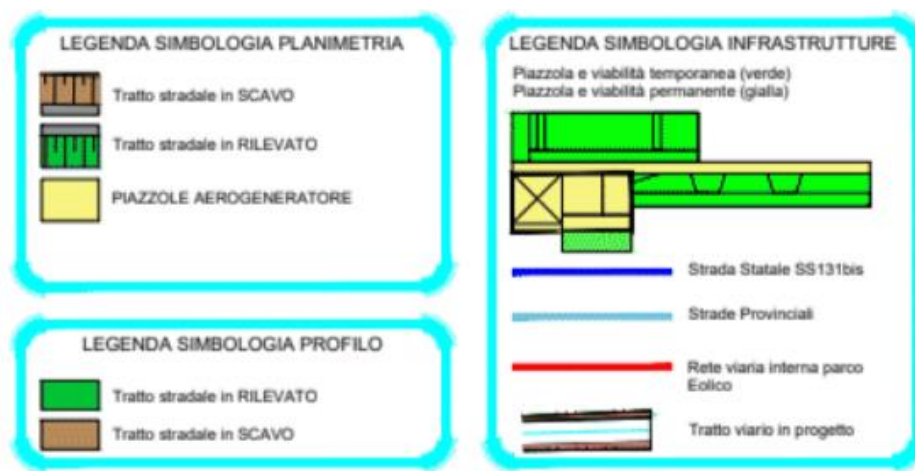 LEGENDA SIMBOLOGIA PLANIMETRIA
Tratto stradale in SCAVO
Tratto stradale in RILEVATO
PIAZZOLE AEROGENERATORE
LEGENDA SIMBOLOGIA PROFILO
Tratto stradale in RILEVATO
Tratto stradale in SCAVO
LEGENDA SIMBOLOGIA INFRASTRUTTURE
Piazzola e viabilità temporanea (verde)
Piazzola e viabilità permanente (gialla)
Strada Statale SS131bis
Strade Provinciali
Rete viaria interna parco
Eolico
Tratto viario in progetto